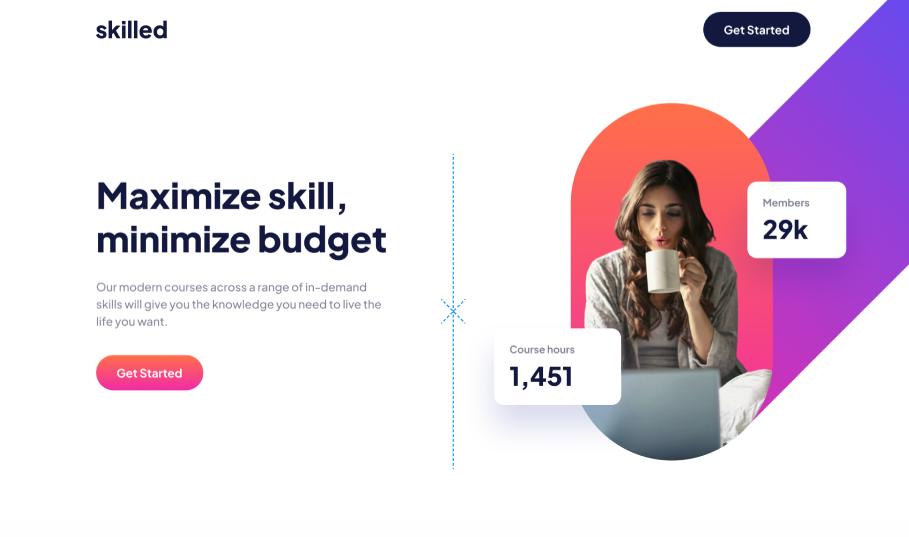 skilled
Get Started
Maximize skill,
minimize budget
Our modern courses across a range of in-demand
skills will give you the knowledge you need to live the
life you want.
Get Started
Members
29k
Course hours
1,451